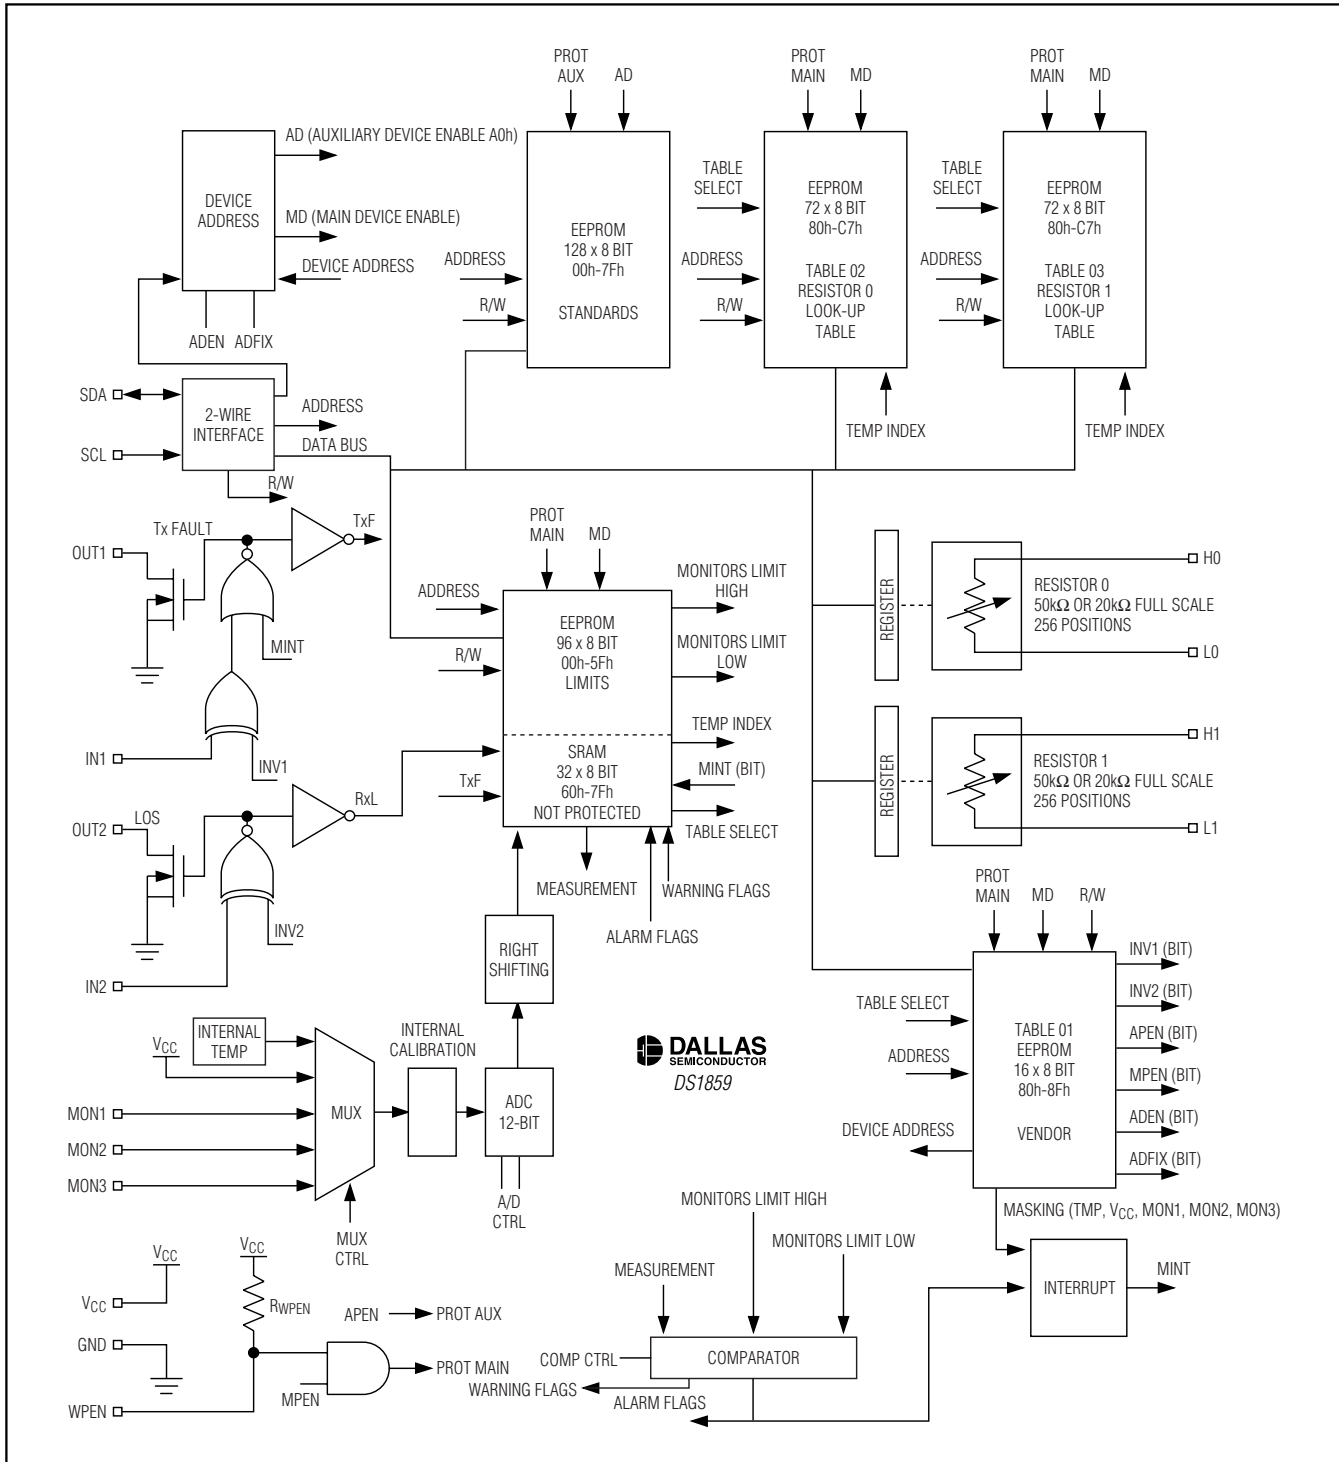 PROT
AUX
AD
PROT
MAIN
MD
PROT
MAIN
MD
AD (AUXILIARY DEVICE ENABLE A0h)
DEVICE
ADDRESS
MD (MAIN DEVICE ENABLE)
DEVICE ADDRESS
ADEN
ADFIX
ADDRESS
R/W
EEPROM
128 x 8 BIT
00h-7Fh
STANDARDS
TABLE
SELECT
ADDRESS
R/W
EEPROM
72 x 8 BIT
80h-C7h
TABLE 02
RESISTOR 0
LOOK-UP
TABLE
TEMP INDEX
TABLE
SELECT
ADDRESS
R/W
EEPROM
72 x 8 BIT
80h-C7h
TABLE 03
RESISTOR 1
LOOK-UP
TABLE
TEMP INDEX
SDA
SCL
2-WIRE
INTERFACE
ADDRESS
DATA BUS
R/W
Tx FAULT
TxF
OUT1
MINT
IN1
INV1
OUT2
LOS
RxL
INV2
IN2
PROT
MAIN
MD
ADDRESS
R/W
EEPROM
96 x 8 BIT
00h-5Fh
LIMITS
SRAM
32 x 8 BIT
60h-7Fh
NOT PROTECTED
TxF
MONITORS LIMIT
HIGH
MONITORS LIMIT
LOW
TEMP INDEX
MINT (BIT)
TABLE SELECT
MEASUREMENT
WARNING FLAGS
ALARM FLAGS
REGISTER
RESISTOR 0
50kΩ OR 20kΩ FULL SCALE
256 POSITIONS
H0
L0
REGISTER
RESISTOR 1
50kΩ OR 20kΩ FULL SCALE
256 POSITIONS
H1
L1
RIGHT
SHIFTING
INTERNAL
TEMP
VCC
MON1
MON2
MON3
MUX
MUX
CTRL
INTERNAL
CALIBRATION
ADC
12-BIT
A/D
CTRL
DALLAS
SEMICONDUCTOR
DS1859
PROT
MAIN
MD
R/W
TABLE SELECT
ADDRESS
DEVICE ADDRESS
TABLE 01
EEPROM
16 x 8 BIT
80h-8Fh
VENDOR
INV1 (BIT)
INV2 (BIT)
APEN (BIT)
MPEN (BIT)
ADEN (BIT)
ADFIX (BIT)
MASKING (TMP, VCC, MON1, MON2, MON3)
INTERRUPT
MINT
VCC
VCC
GND
VCC
RWPEN
WPEN
APEN
PROT AUX
MPEN
PROT MAIN
MONITORS LIMIT HIGH
MONITORS LIMIT LOW
MEASUREMENT
COMP CTRL
COMPARATOR
WARNING FLAGS
ALARM FLAGS